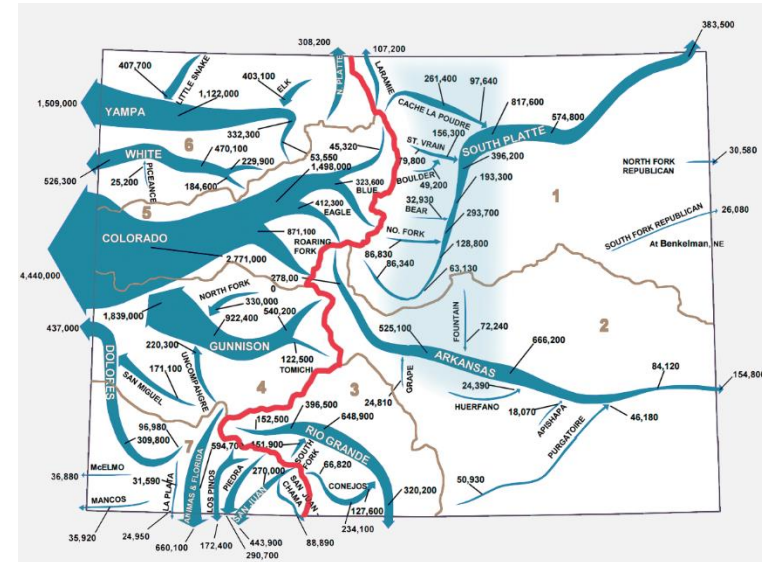 383,500
308,200
107,200
407,700
LITTLE SNAKE
403,100
ELK
N. PLATTE
LARAMIE
261,400
97,640
1,509,000
YAMPA
1,122,000
CACHE LA POUDRE
817,600
574,800
332,300
ST. VRAIN
156,300
SOUTH PLATTE
6
WHITE
470,100
53,550
45,320
79,800
396,200
NORTH FORK
REPUBLICAN
30,580
229,900
1,498,000
526,300
25,200
PICEANCE
184,600
323,600
BLUE
BOULDER
49,200
193,300
1
5
412,300
EAGLE
32,930
BEAR
293,700
SOUTH FORK REPUBLICAN
26,080
COLORADO
871,100
ROARING
FORK
NO. FORK
128,800
At Benkelman, NE
2,771,000
86,830
86,340
63,130
4,440,000
278,00
0
NORTH FORK
330,000
1,839,000
922,400
540,200
FOUNTAIN
72,240
2
437,000
GUNNISON
525,100
220,300
122,500
TOMICHI
ARKANSAS
666,200
DOLORES
SAN MIGUEL
171,100
UNCOMPAHGRE
4
3
GRAPE
24,390
84,120
154,800
24,810
HUERFANO
18,070
APISHAPA
46,180
152,500
396,500
648,900
96,980
309,800
7
594,700
151,900
RIO GRANDE
PURGATOIRE
SOUTH
FORK
66,820
McELMO
36,880
31,590
LA PLATA
ANIMAS & FLORIDA
LOS PINOS
PIEDRA
270,000
SAN JUAN
SAN JUAN -
CHAMA
CONEJOS
320,200
50,930
MANCOS
127,600
35,920
24,950
660,100
172,400
443,900
290,700
88,890
234,100